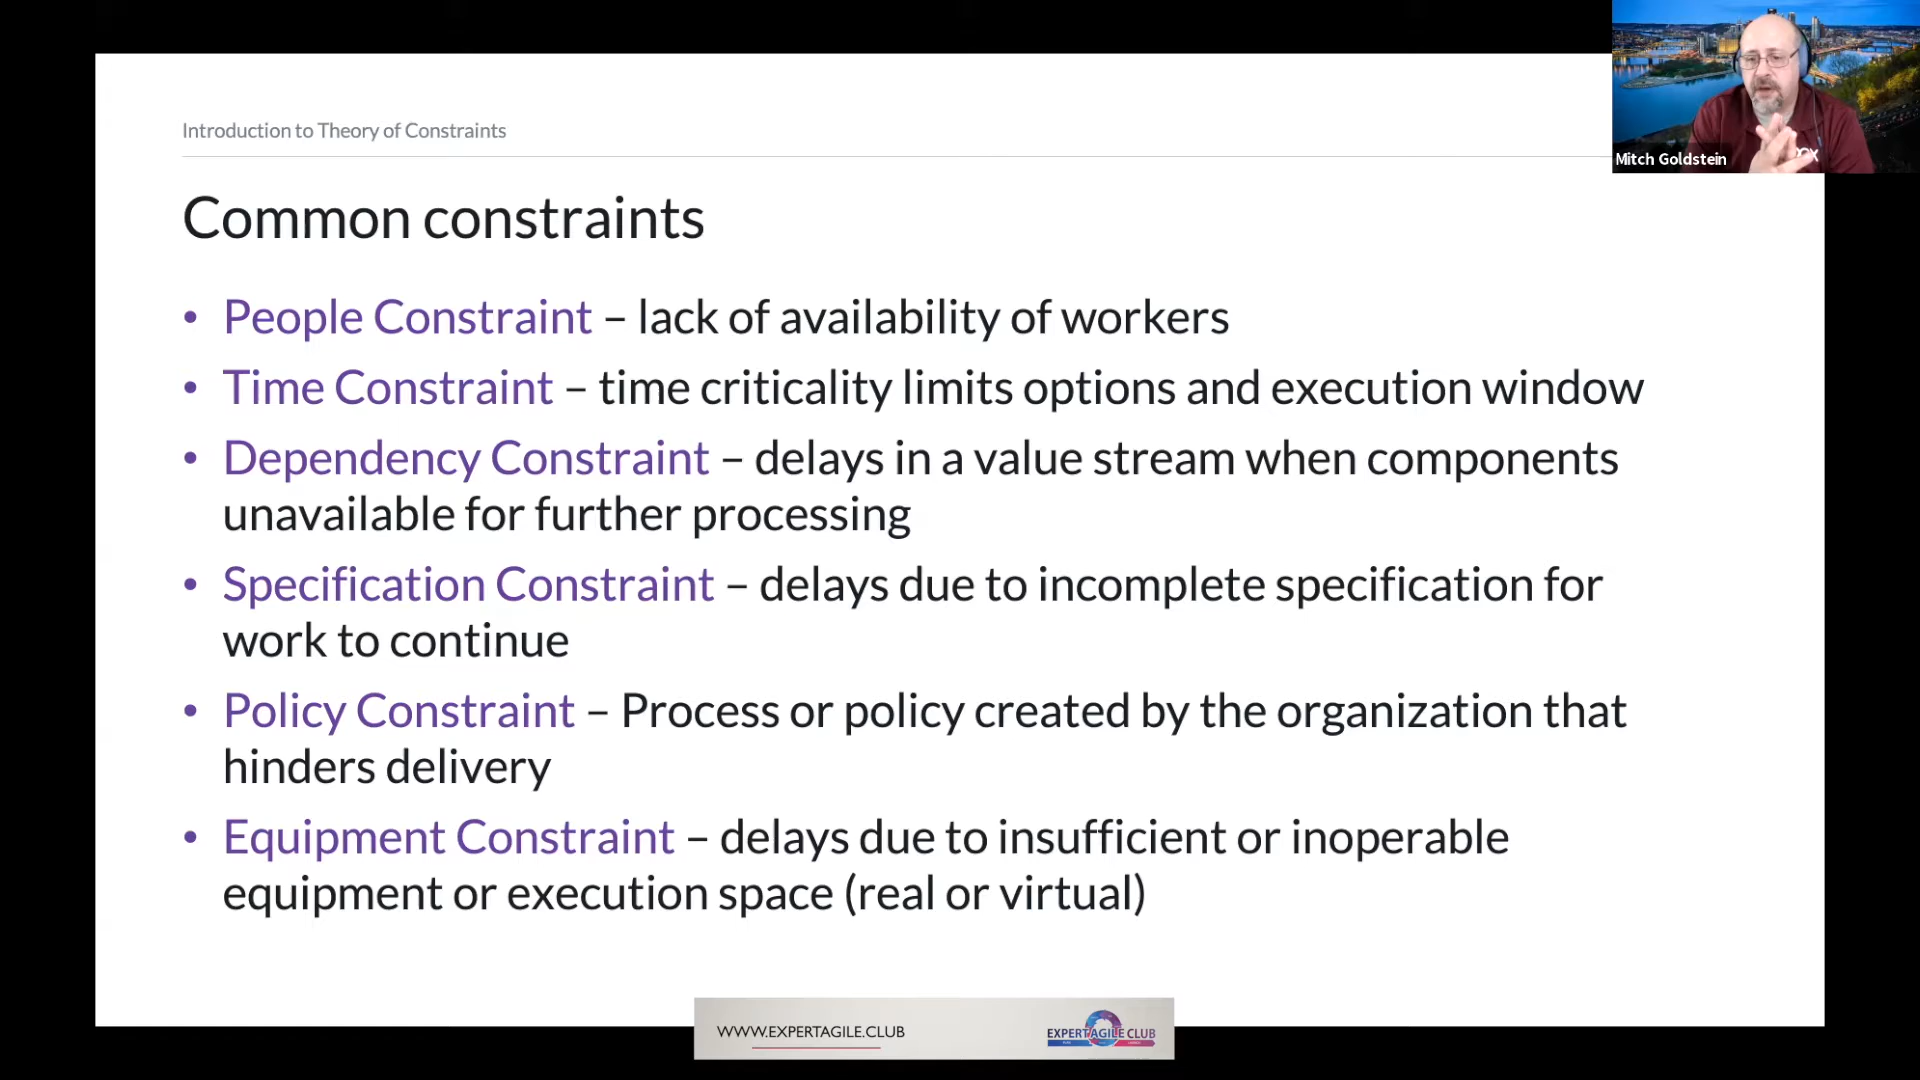 Introduction to Theory of Constraints
Mitch Goldstein
Common constraints
• People Constraint – lack of availability of workers
• Time Constraint – time criticality limits options and execution window
• Dependency Constraint – delays in a value stream when components
unavailable for further processing
• Specification Constraint – delays due to incomplete specification for
work to continue
• Policy Constraint – Process or policy created by the organization that
hinders delivery
• Equipment Constraint – delays due to insufficient or inoperable
equipment or execution space (real or virtual)
WWW.EXPERTAGILE.CLUB
EXPERT AGILE CLUB